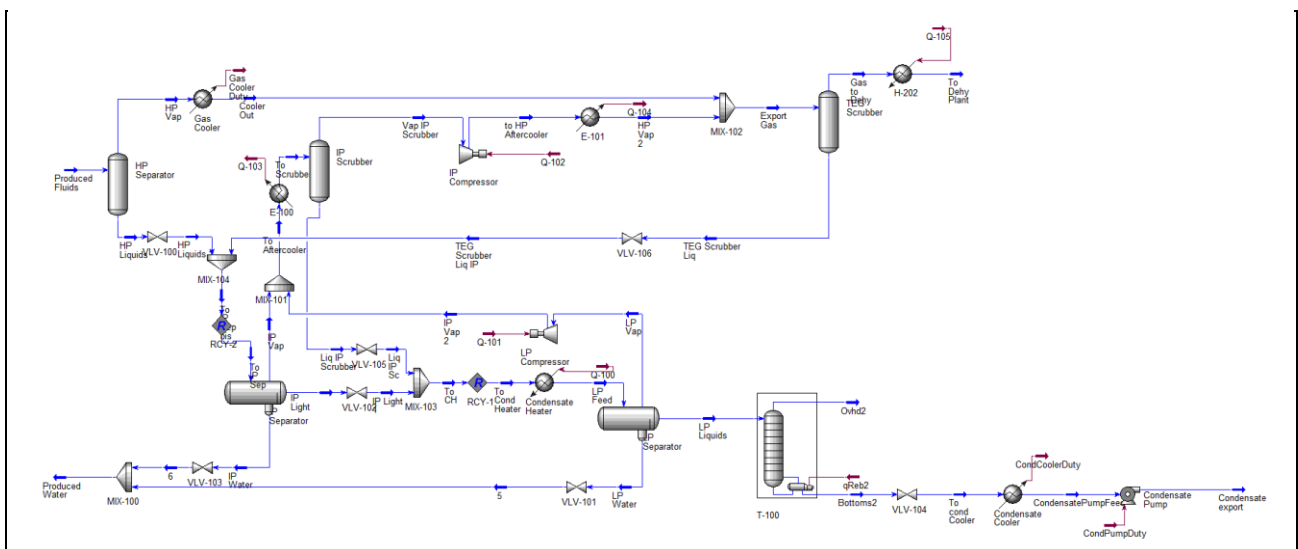 Q-105
Gas
Cooler
Duty
Cooler
Out
HP
Vap
Gas
Cooler
Gas
to
Dehy
TEG
Scrubber
H-202
To
Dehy
Plant
Vap IP
Scrubber
to HP
Aftercooler
Q-104
E-101
HP
Vap
2
MIX-102
Export
Gas
Q-103
To
Scrubbe
IP
Scrubber
IP
Compressor
Q-102
Produced
Fluids
HP
Separator
E-100
To
Aftercooler
HP
Liquids
VLV-100
HP
Liquids
MIX-104
TEG
Scrubber
Liq IP
VLV-106
TEG Scrubber
Liq
MIX-101
RCY-2
IP
Vap
IP
Vap
2
Q-101
LP
Compressor
LP
Vap
Liq IP
Scrubber
VLV-105
Liq
IP
Sc
Q-100
To
Sep
IP
Light
VLV-102
IP
Light
MIX-103
To
CH
RCY-1
To Cond
Heater
Condensate
Heater
LP
Feed
Separator
LP
Liquids
Separator
Ovhd2
Produced
Water
MIX-100
6
VLV-103
IP
Water
5
VLV-101
LP
Water
T-100
qReb2
Bottoms2
VLV-104
To
cond
Cooler
CondCoolerDuty
Condensate
Cooler
CondensatePumpFeed
Condensate
Pump
CondPumpDuty
Condensate
export